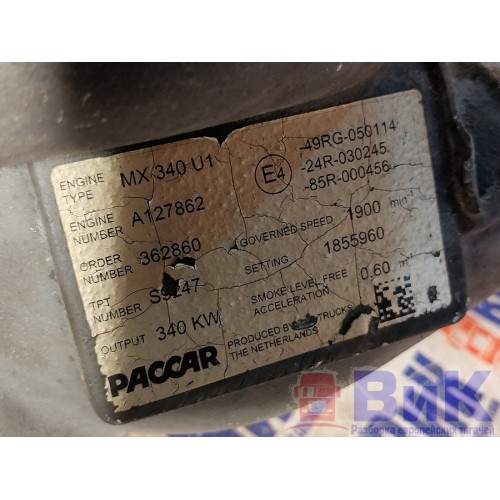 ENGINE TYPE MX 340 U1
ENGINE NUMBER A127862
ORDER NUMBER 362860
TPT NUMBER
OUTPUT 340 KW
PACCAR
E4
-49RG-050114
-24R-030245
-85R-000456
GOVERNED SPEED 1900 min-1
SETTING 1855960
SMOKE LEVEL FREE ACCELERATION 0.60 m-1
PRODUCED BY TRUCKS
THE NETHERLANDS
ВиК
Разборка европейских тягачей